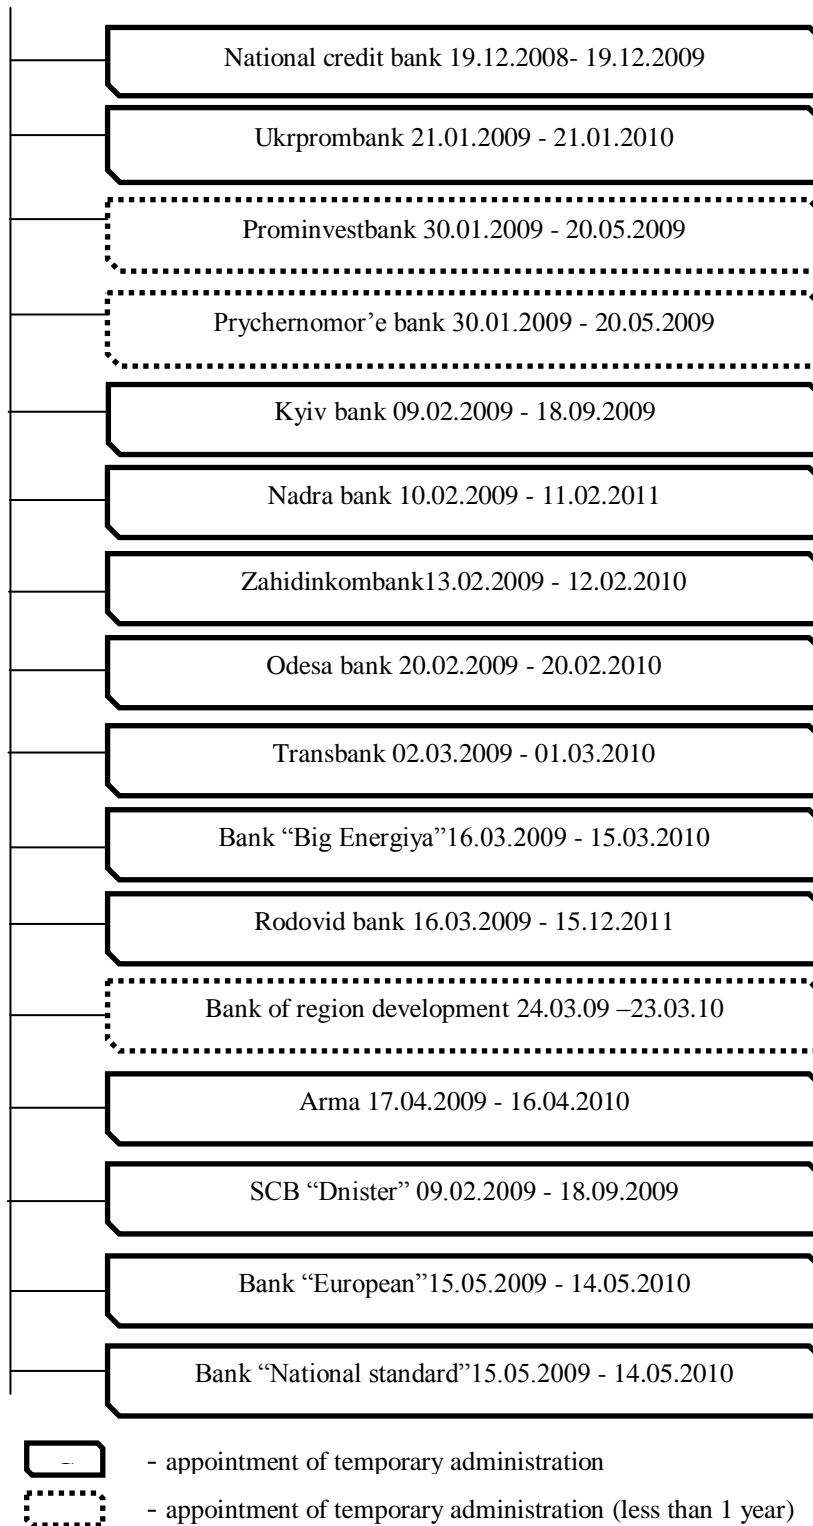 National credit bank 19.12.2008- 19.12.2009
Ukrprombank 21.01.2009 - 21.01.2010
Prominvestbank 30.01.2009 - 20.05.2009
Prychernomor’e bank 30.01.2009 - 20.05.2009
Kyiv bank 09.02.2009 - 18.09.2009
Nadra bank 10.02.2009 - 11.02.2011
Zahidinkombank13.02.2009 - 12.02.2010
Odesa bank 20.02.2009 - 20.02.2010
Transbank 02.03.2009 - 01.03.2010
Bank “Big Energiya”16.03.2009 - 15.03.2010
Rodovid bank 16.03.2009 - 15.12.2011
Bank of region development 24.03.09 –23.03.10
Arma 17.04.2009 - 16.04.2010
SCB “Dnister” 09.02.2009 - 18.09.2009
Bank “European”15.05.2009 - 14.05.2010
Bank “National standard”15.05.2009 - 14.05.2010
- appointment of temporary administration
- appointment of temporary administration (less than 1 year)